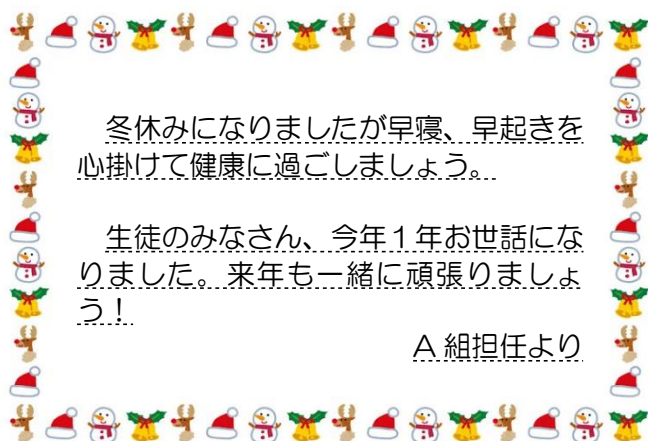 冬休みになりましたが早寝、早起きを
心掛けて健康に過ごしましょう。
　生徒のみなさん、今年１年お世話にな
りました。来年も一緒に頑張りましょ
う！
A 組担任より